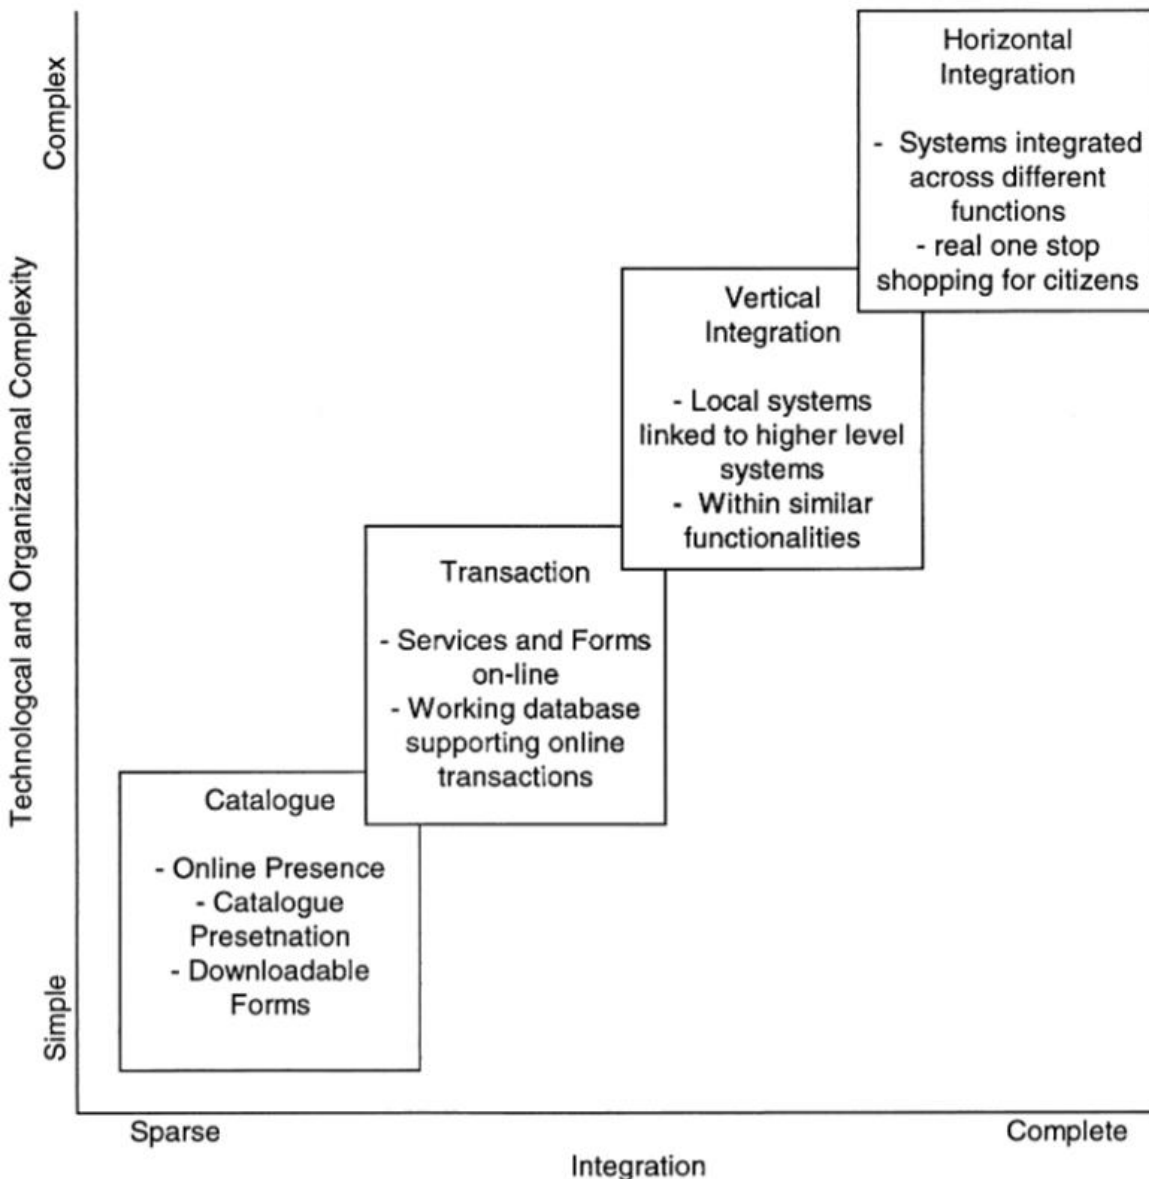 Complex
Technologcal and Organizational Complexity
Simple
Horizontal
Integration
- Systems integrated
across different
functions
- real one stop
shopping for citizens
Vertical
Integration
- Local systems
linked to higher level
systems
- Within similar
functionalities
Transaction
- Services and Forms
on-line
- Working database
supporting online
transactions
Catalogue
- Online Presence
- Catalogue
Presetnation
- Downloadable
Forms
Sparse
Complete
Integration